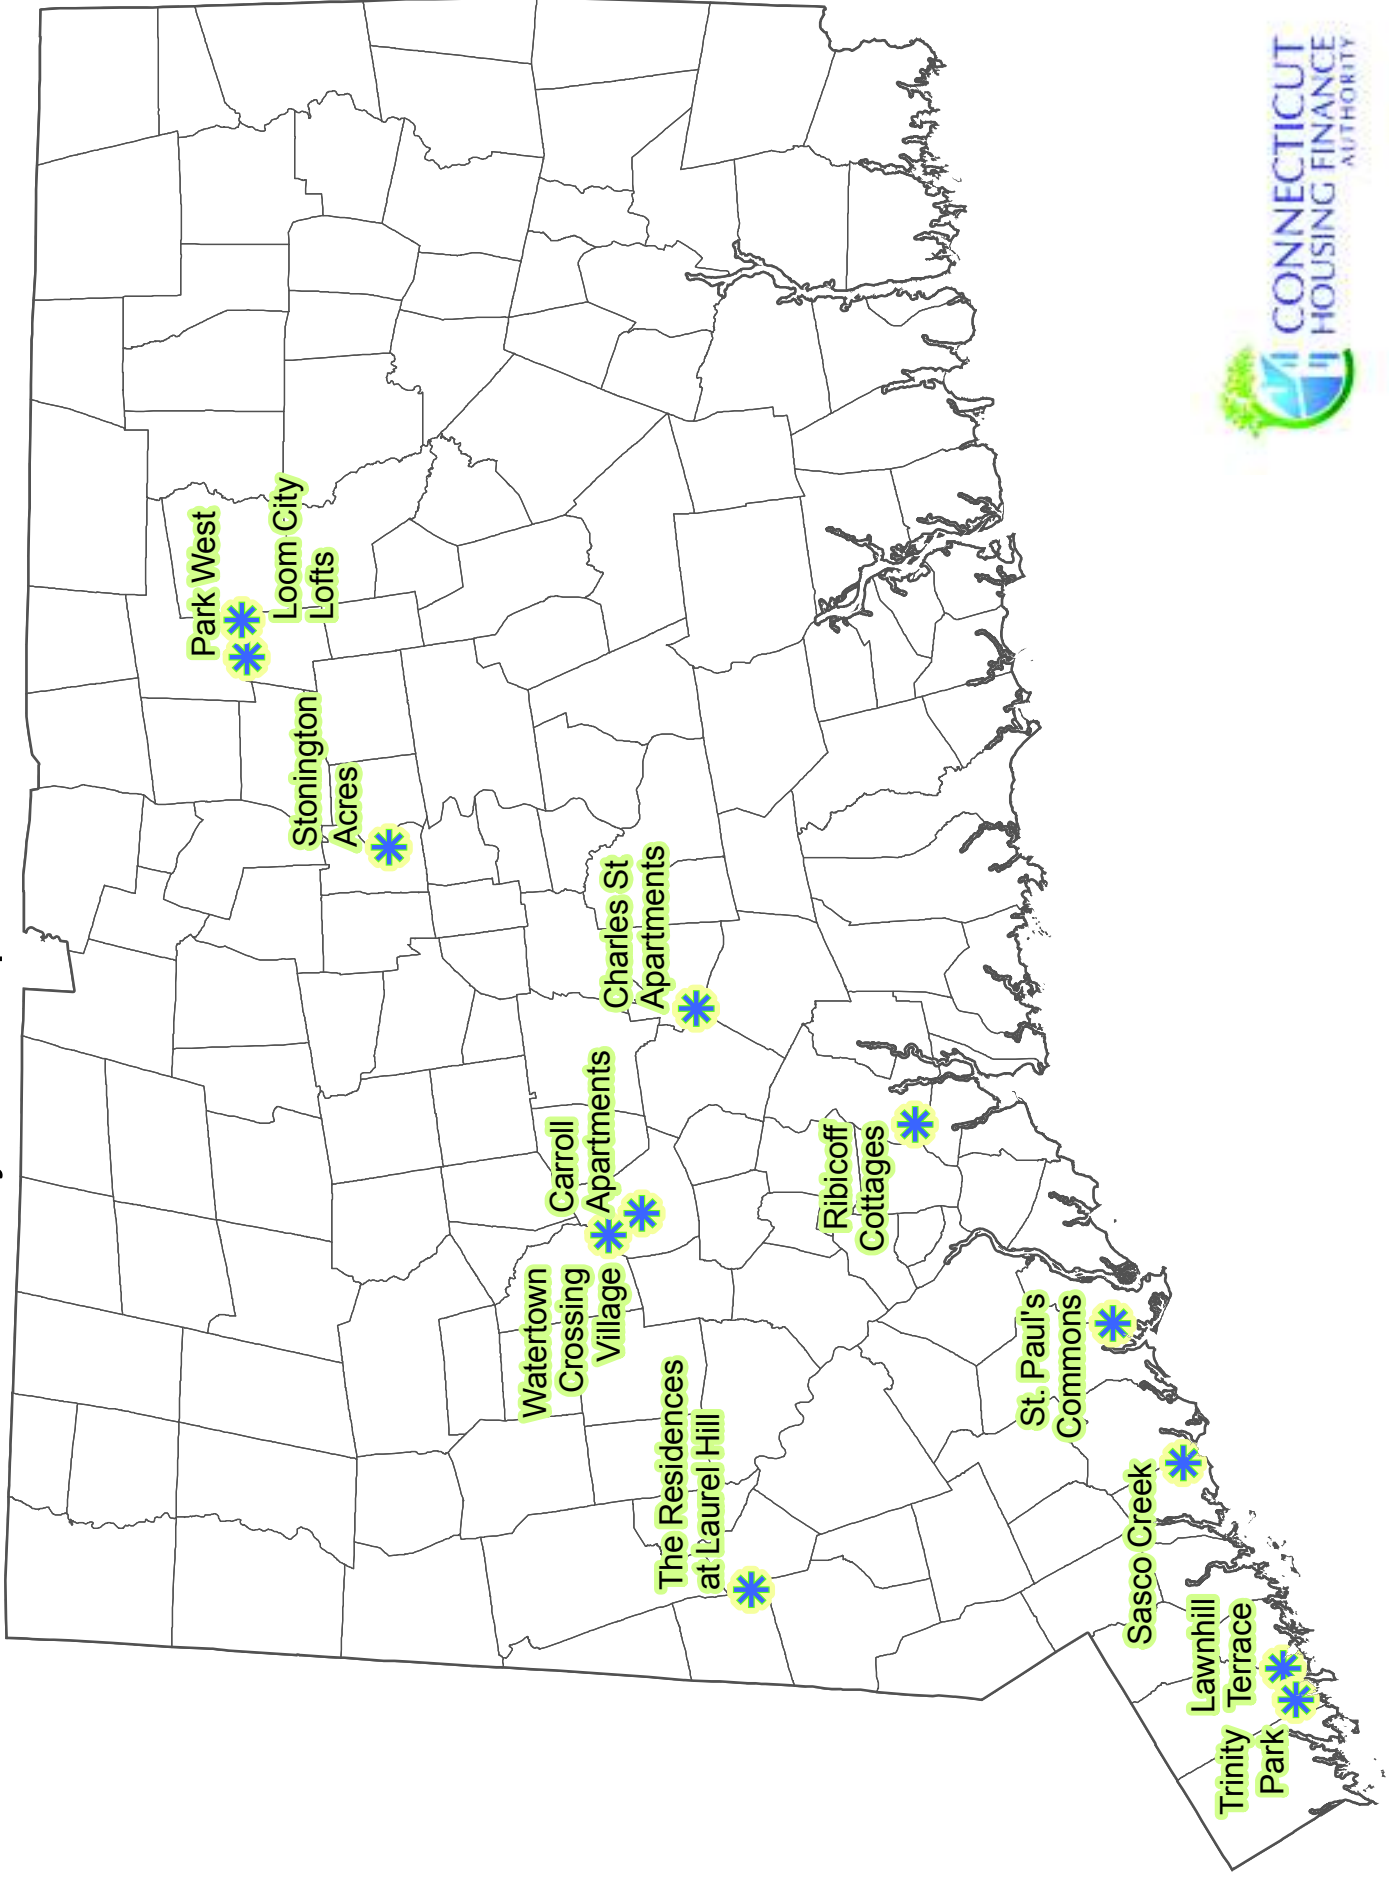 Park West
Loom City
Lofts
Stonington
Acres
Charles St
Apartments
Carroll
Apartments
Watertown
Crossing
Village
The Residences
at Laurel Hill
Ribicoff
Cottages
St. Paul's
Commons
Sasco Creek
Lawnhill
Terrace
Trinity
Park
CONNECTICUT
HOUSING FINANCE
AUTHORITY